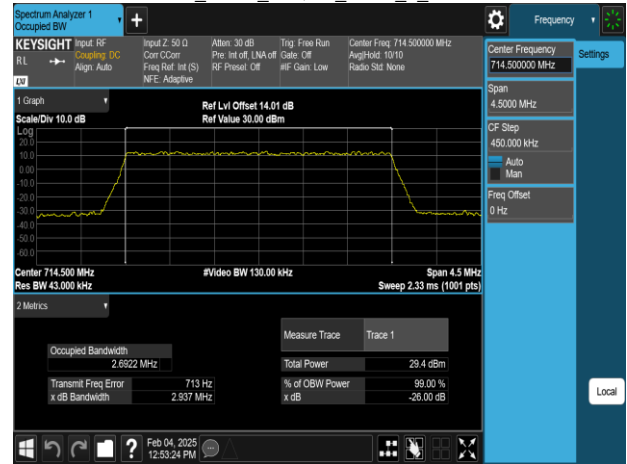 Spectrum Analyzer 1
Occupied BW
Frequency
KEYSIGHT
RL
LXI
Input: RF
Coupling: DC
Align: Auto
Input Z: 50 Ω
Corr CCorr
Freq Ref: Int (S)
NFE: Adaptive
Atten: 30 dB
Pre: Int off, LNA off
RF Presel: Off
Trig: Free Run
Gate: Off
#IF Gain: Low
Center Freq: 714.500000 MHz
Avg|Hold: 10/10
Radio Std: None
Center Frequency
714.500000 MHz
Settings
Span
4.5000 MHz
CF Step
450.000 kHz
Auto
Man
Freq Offset
0 Hz
Local
1 Graph
Scale/Div 10.0 dB
Ref Lvl Offset 14.01 dB
Ref Value 30.00 dBm
Log
20.0
10.0
0.00
-10.0
-20.0
-30.0
-40.0
-50.0
-60.0
Center 714.500 MHz
Res BW 43.000 kHz
#Video BW 130.00 kHz
Span 4.5 MHz
Sweep 2.33 ms (1001 pts)
2 Metrics
Measure Trace Trace 1
Occupied Bandwidth
2.6922 MHz
Total Power 29.4 dBm
Transmit Freq Error 713 Hz
% of OBW Power 99.00 %
x dB Bandwidth 2.937 MHz
x dB -26.00 dB
Feb 04, 2025
12:53:24 PM